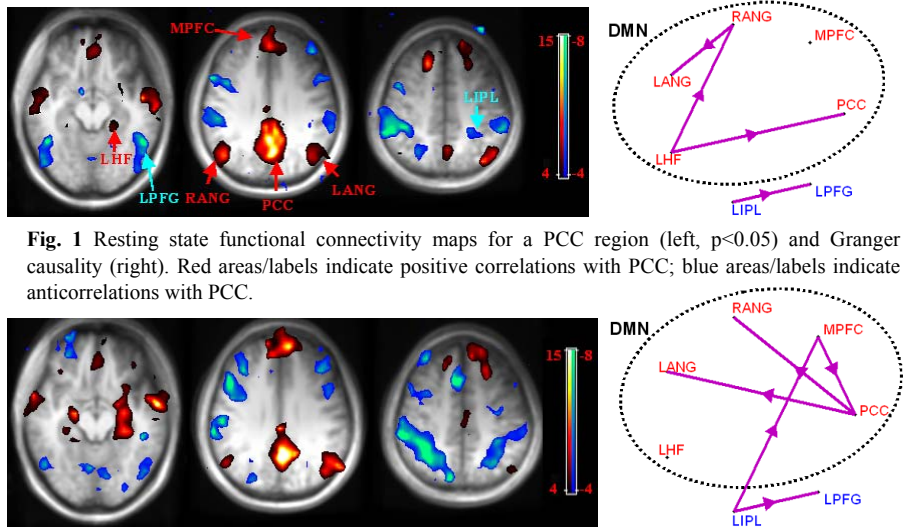 MPFC
LHF
LPFG
RANG
PCC
LANG
LIPL
15 -8
4 -4
DMN
RANG
MPFC
LANG
PCC
LHF
LIPL
LPFG
Fig. 1 Resting state functional connectivity maps for a PCC region (left, p<0.05) and Granger
causality (right). Red areas/labels indicate positive correlations with PCC; blue areas/labels indicate
anticorrelations with PCC.
15 -8
4 -4
DMN
RANG
MPFC
LANG
PCC
LHF
LIPL
LPFG